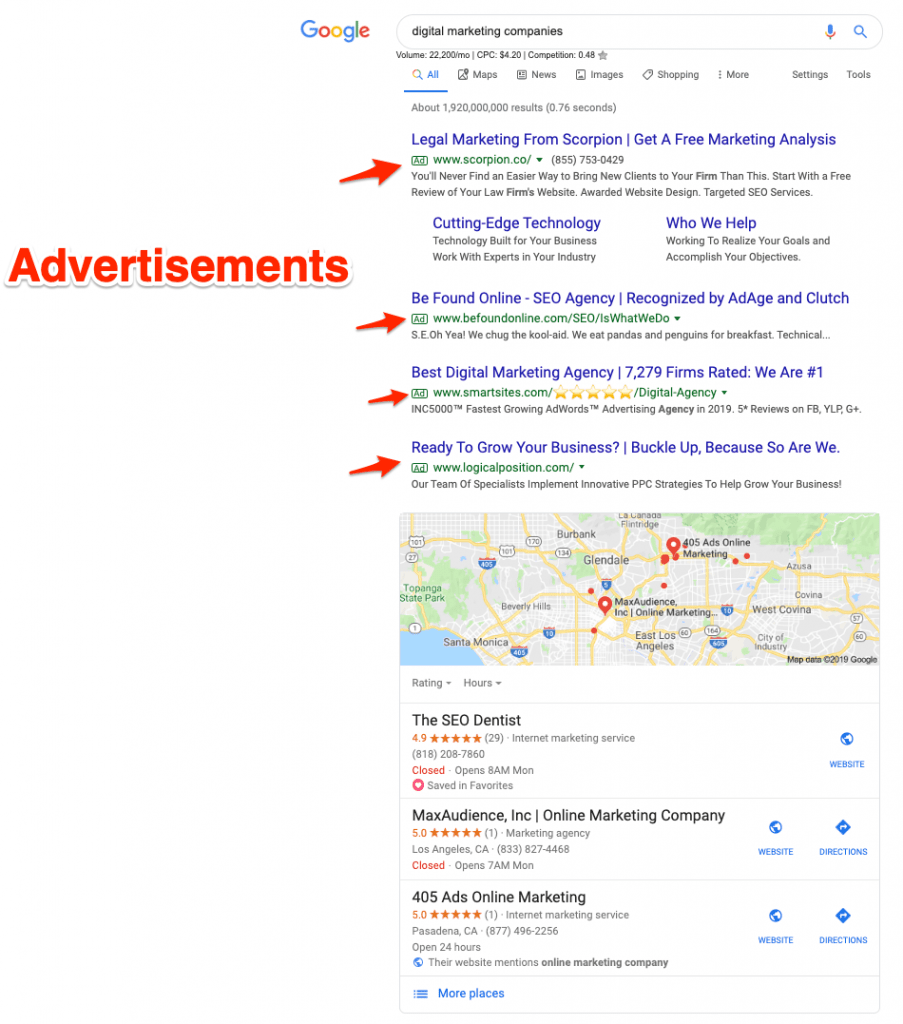 Google
digital marketing companies
Volume: 22,200/mo | CPC: $4.20 | Competition: 0.48
All Maps News Images Shopping More Settings Tools
About 1,920,000,000 results (0.76 seconds)
Legal Marketing From Scorpion | Get A Free Marketing Analysis
Ad www.scorpion.co/ (855) 753-0429
You'll Never Find an Easier Way to Bring New Clients to Your Firm Than This. Start With a Free
Review of Your Law Firm's Website. Awarded Website Design. Targeted SEO Services.
Cutting-Edge Technology
Technology Built for Your Business
Work With Experts in Your Industry
Who We Help
Working To Realize Your Goals and
Accomplish Your Objectives.
Advertisements
Be Found Online - SEO Agency | Recognized by AdAge and Clutch
Ad www.befoundonline.com/SEO/IsWhatWeDo
S.E.Oh Yea! We chug the kool-aid. We eat pandas and penguins for breakfast. Technical...
Best Digital Marketing Agency | 7,279 Firms Rated: We Are #1
Ad www.smartsites.com/⭐⭐⭐⭐⭐/Digital-Agency
INC5000™ Fastest Growing AdWords™ Advertising Agency in 2019. 5* Reviews on FB, YLP, G+.
Ready To Grow Your Business? | Buckle Up, Because So Are We.
Ad www.logicalposition.com/
Our Team Of Specialists Implement Innovative PPC Strategies To Help Grow Your Business!
La Canada
Flintridge
Burbank
101
170
101
134
27
405
Glendale
405 Ads Online
Marketing
Azusa
Topanga
State Park
5
Covina
Beverly Hills
MaxAudience,
Inc | Online Marketing...
10
West Covina
57
1
Santa Monica
10
405
East Los
Angeles
60
164
605
City of
Industry
60
Map data ©2019 Google
Rating Hours
The SEO Dentist
4.9 ★★★★★ (29) · Internet marketing service
(818) 208-7860
Closed · Opens 8AM Mon
Saved in Favorites
WEBSITE
MaxAudience, Inc | Online Marketing Company
5.0 ★★★★★ (1) · Marketing agency
Los Angeles, CA · (833) 827-4468
Closed · Opens 7AM Mon
WEBSITE DIRECTIONS
405 Ads Online Marketing
5.0 ★★★★★ (1) · Internet marketing service
Pasadena, CA · (877) 496-2256
Open 24 hours
Their website mentions online marketing company
WEBSITE DIRECTIONS
More places